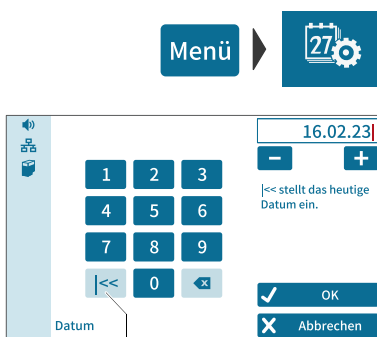 Menü
27
16.02.23
- +
1 2 3
|<< stellt das heutige
Datum ein.
4 5 6
7 8 9
|<< 0
OK
Datum
Abbrechen